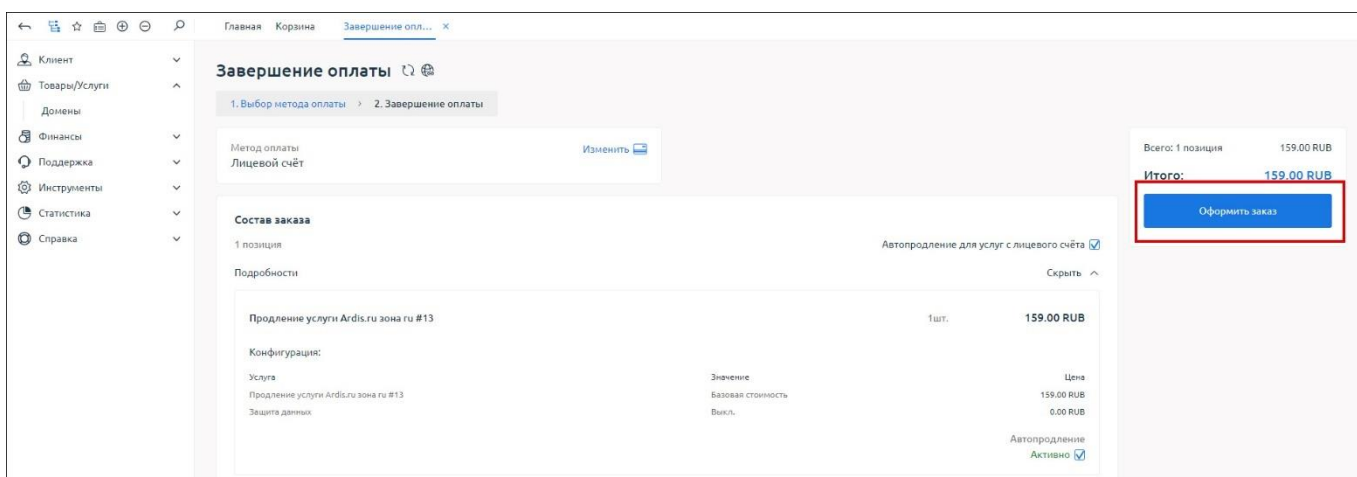 Главная Корзина Завершение опл... ×
Клиент
Товары/Услуги
Домены
Финансы
Поддержка
Инструменты
Статистика
Справка
Завершение оплаты
1. Выбор метода оплаты > 2. Завершение оплаты
Метод оплаты
Лицевой счёт
Изменить
Состав заказа
1 позиция Автопродление для услуг с лицевого счёта
Подробности Скрыть
Продление услуги Ardis.ru зона ru #13 1шт. 159.00 RUB
Конфигурация:
Услуга Значение Цена
Продление услуги Ardis.ru зона ru #13 Базовая стоимость 159.00 RUB
Защита данных Выкл. 0.00 RUB
Автопродление
Активно
Всего: 1 позиция 159.00 RUB
Итого: 159.00 RUB
Оформить заказ